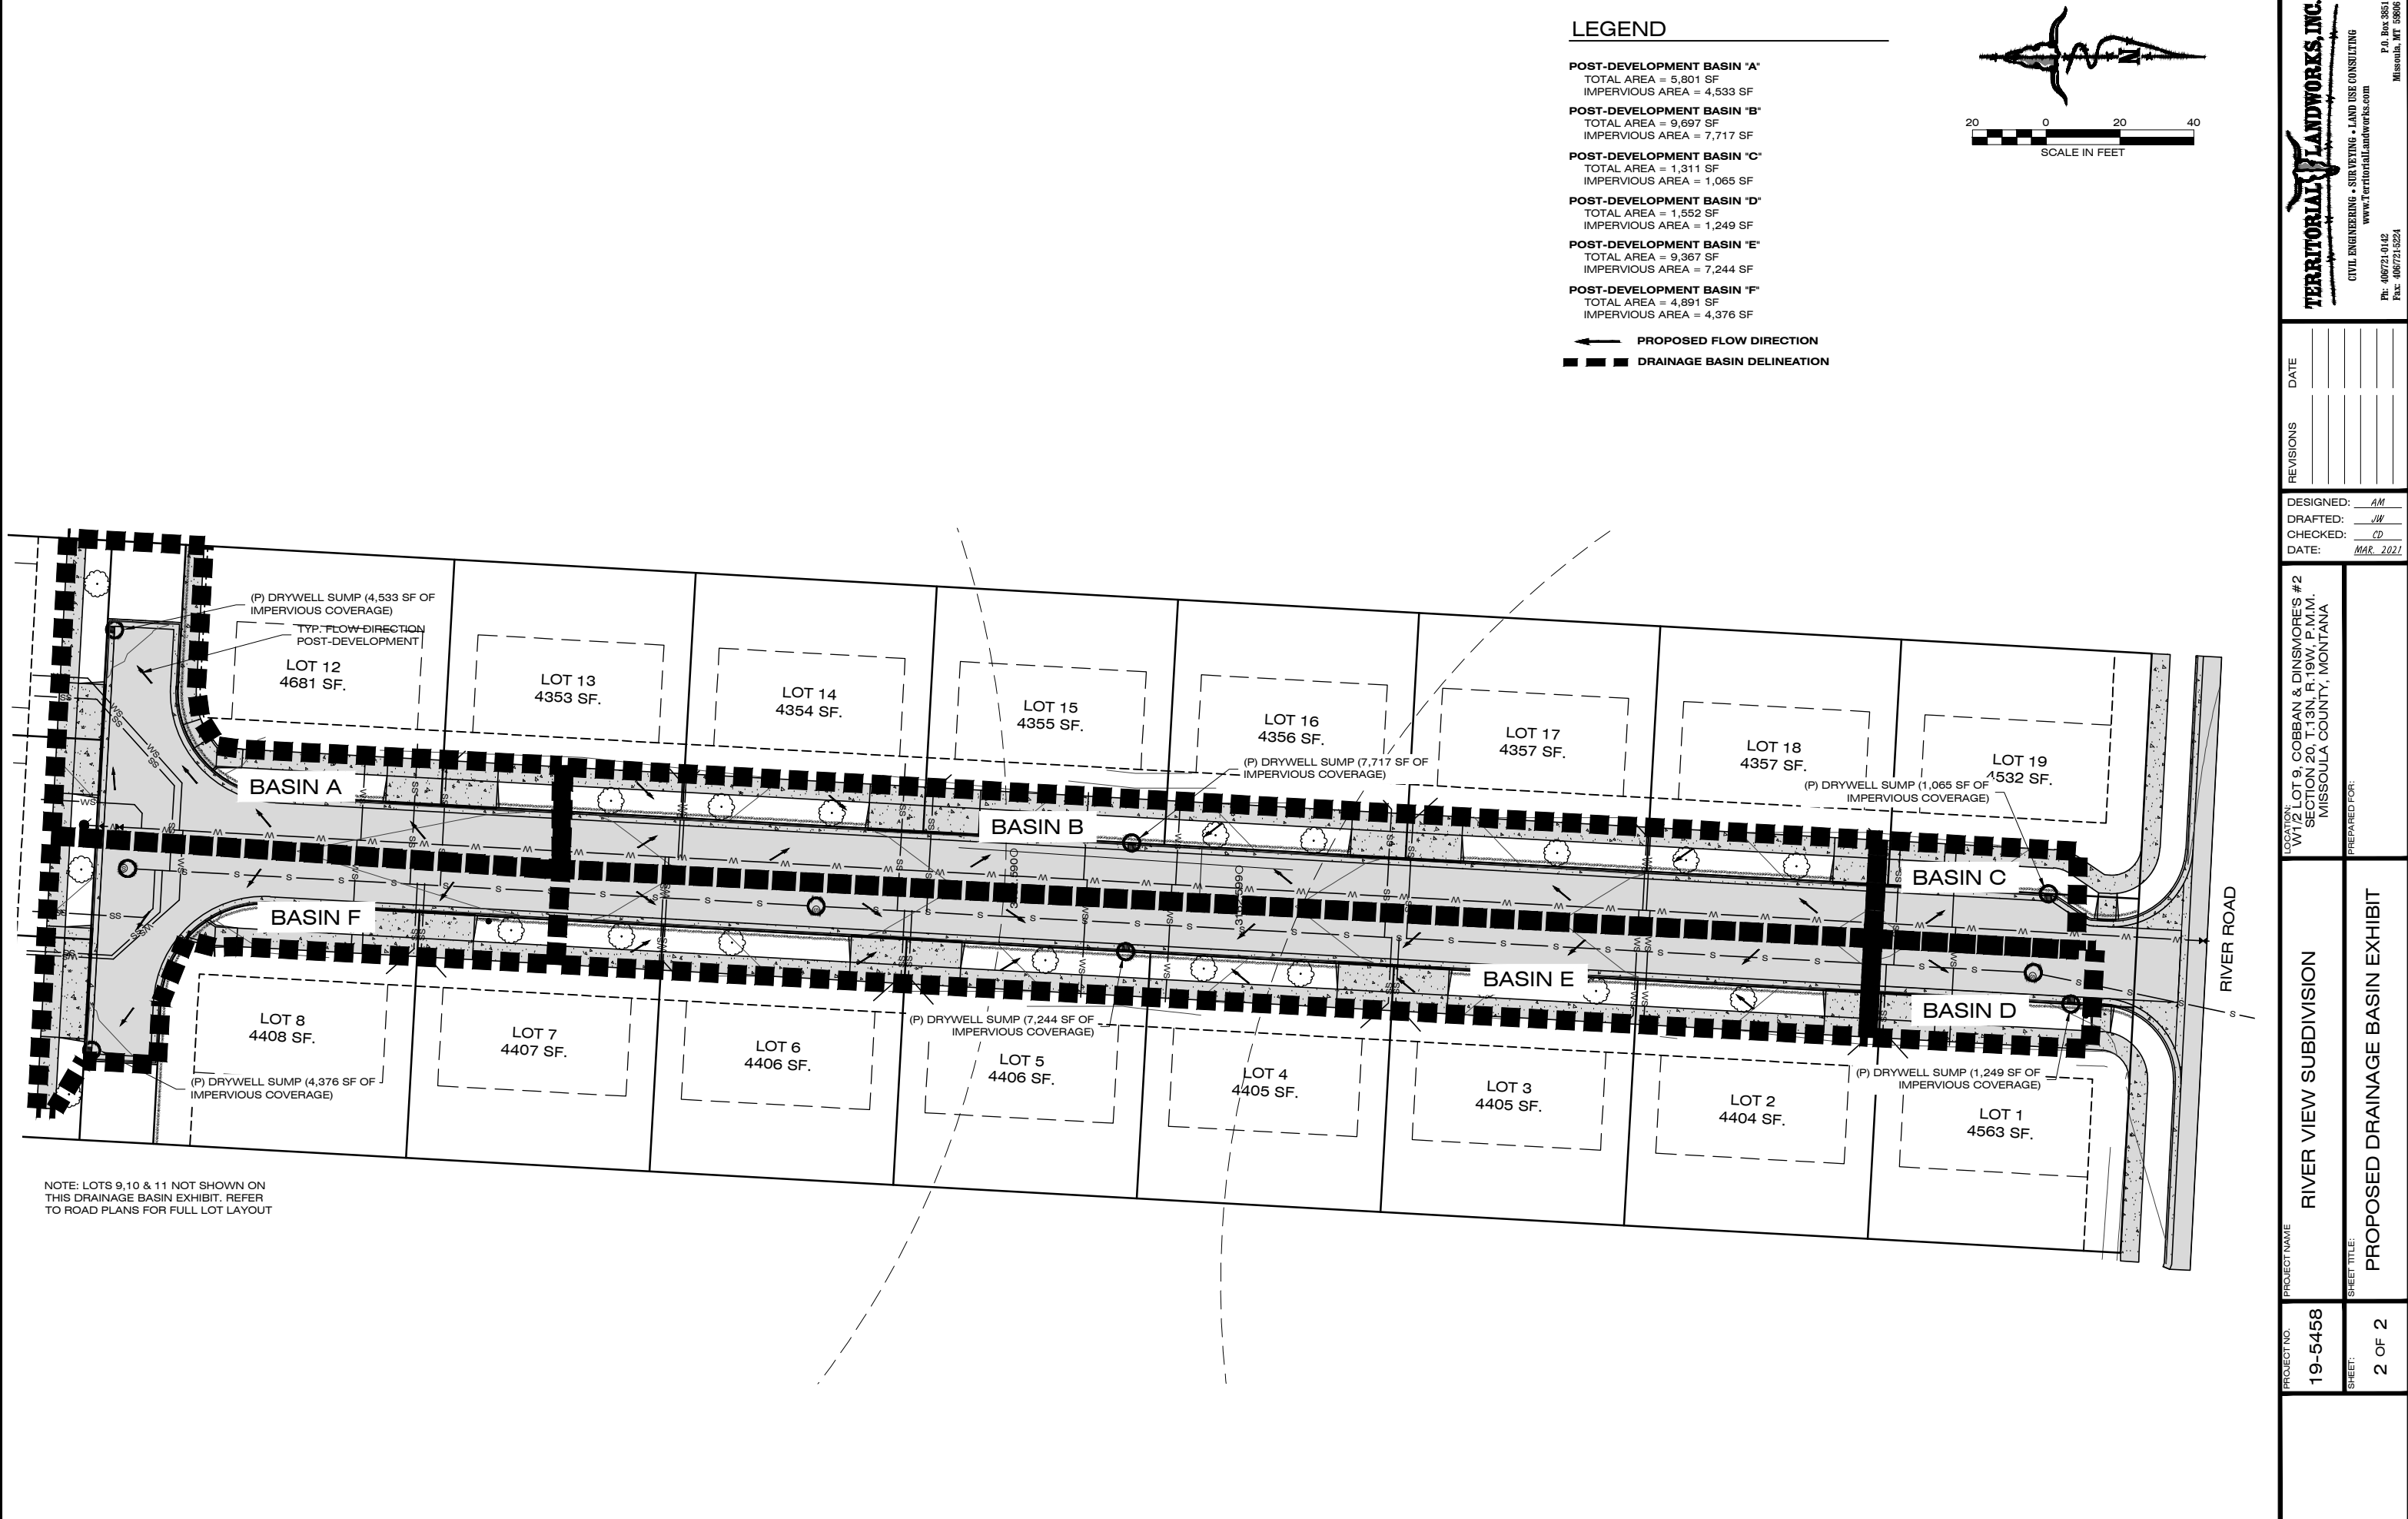 LEGEND
POST-DEVELOPMENT BASIN "A"
TOTAL AREA = 5,801 SF
IMPERVIOUS AREA = 4,533 SF
POST-DEVELOPMENT BASIN "B"
TOTAL AREA = 9,697 SF
IMPERVIOUS AREA = 7,717 SF
POST-DEVELOPMENT BASIN "C"
TOTAL AREA = 1,311 SF
IMPERVIOUS AREA = 1,065 SF
POST-DEVELOPMENT BASIN "D"
TOTAL AREA = 1,552 SF
IMPERVIOUS AREA = 1,249 SF
POST-DEVELOPMENT BASIN "E"
TOTAL AREA = 9,367 SF
IMPERVIOUS AREA = 7,244 SF
POST-DEVELOPMENT BASIN "F"
TOTAL AREA = 4,891 SF
IMPERVIOUS AREA = 4,376 SF
PROPOSED FLOW DIRECTION
DRAINAGE BASIN DELINEATION
N
20 0 20 40
SCALE IN FEET
(P) DRYWELL SUMP (4,533 SF OF
IMPERVIOUS COVERAGE)
TYP. FLOW DIRECTION
POST-DEVELOPMENT
LOT 12
4681 SF.
LOT 13
4353 SF.
LOT 14
4354 SF.
LOT 15
4355 SF.
LOT 16
4356 SF.
LOT 17
4357 SF.
LOT 18
4357 SF.
LOT 19
4532 SF.
(P) DRYWELL SUMP (7,717 SF OF
IMPERVIOUS COVERAGE)
(P) DRYWELL SUMP (1,065 SF OF
IMPERVIOUS COVERAGE)
BASIN A
BASIN B
BASIN C
BASIN F
BASIN E
BASIN D
RIVER ROAD
(P) DRYWELL SUMP (7,244 SF OF
IMPERVIOUS COVERAGE)
(P) DRYWELL SUMP (1,249 SF OF
IMPERVIOUS COVERAGE)
(P) DRYWELL SUMP (4,376 SF OF
IMPERVIOUS COVERAGE)
LOT 8
4408 SF.
LOT 7
4407 SF.
LOT 6
4406 SF.
LOT 5
4406 SF.
LOT 4
4405 SF.
LOT 3
4405 SF.
LOT 2
4404 SF.
LOT 1
4563 SF.
NOTE: LOTS 9,10 & 11 NOT SHOWN ON
THIS DRAINAGE BASIN EXHIBIT. REFER
TO ROAD PLANS FOR FULL LOT LAYOUT
TERRITORIAL LANDWORKS, INC.
CIVIL ENGINEERING • SURVEYING • LAND USE CONSULTING
www.TerritorialLandworks.com
P.O. Box 3851
Missoula, MT 59806
Ph: 406/721-0142
Fax: 406/721-5224
REVISIONS DATE
DESIGNED: AM
DRAFTED: JW
CHECKED: CD
DATE: MAR. 2021
LOCATION:
W1/2 LOT 9, COBBAN & DINSMORE'S #2
SECTION 20, T.13N, R.19W, P.M.M.
MISSOULA COUNTY, MONTANA
PREPARED FOR:
PROJECT NAME
RIVER VIEW SUBDIVISION
SHEET TITLE:
PROPOSED DRAINAGE BASIN EXHIBIT
PROJECT NO.
19-5458
SHEET:
2 OF 2